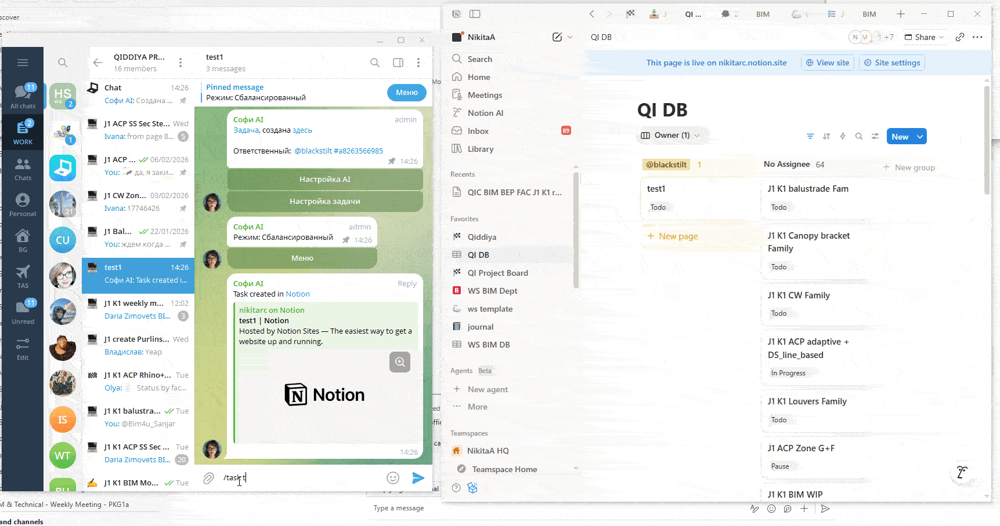 scover
QIDDIYA PR...
16 members
test1
3 messages
11
All chats
2
WORK
Chats
Personal
BG
TAS
11
Unread
Edit
HS
WS
2
1
21
CU
IS
WT
Chat 14:26
Софи AI: Создана ...
J1 ACP SS Sec Ste... Wed
Ivana: from page 8... 5
J1 ACP ... 06/02/2026
You: да, я заки...
J1 CW Zon... 03/02/2026
Ivana: 17746426
J1 Bal... 22/01/2026
You: ждем когда ...
test1 14:26
Софи AI: Task created i...
J1 K1 weekly m... 12:02
Daria Zimovets BI... 3
J1 create Purlins... Wed
Владислав: Yeap
J1 K1 ACP Rhino+... Tue
Olya: Status by fac...
J1 K1 balustra... Tue
You: @Bim4u_Sanjar
J1 K1 ACP SS Sec ... Tue
Daria Zimovets BI... 20
J1 K1 BIM Mo... Tue
Pinned message
Режим: Сбалансированный
Меню
Софи AI admin
Задача, создана здесь
Ответственный: @blackstilt #a8263566985
14:26
Настройка AI
Настройка задачи
Софи AI admin
Режим: Сбалансированный 14:26
Меню
Софи AI Reply
Task created in Notion
nikitarc on Notion
test1 | Notion
Hosted by Notion Sites — The easiest way to get a
website up and running.
Notion
14:26
/task t
M & Technical - Weekly Meeting - PKG1a
and channels
Type a message
NikitaA
Search
Home
Meetings
Notion AI
Inbox 89
Library
Recents
QIC BIM BEP FAC J1 K1 r...
Favorites
Qiddiya
QI DB
QI Project Board
WS BIM Dept
ws template
journal
WS BIM DB
Agents Beta
New agent
More
Teamspaces
NikitaA HQ
Teamspace Home
QI ...
BIM
BIM
QI DB
N M +7
Share
This page is live on nikitarc.notion.site
View site
Site settings
QI DB
Owner (1)
New
@blackstilt 1
No Assignee 64
New group
test1
Todo
New page
J1 K1 balustrade Fam
Todo
J1 K1 Canopy bracket
Family
Todo
J1 K1 CW Family
Todo
J1 K1 ACP adaptive +
DS_line_based
In Progress
J1 K1 Louvers Family
Todo
J1 ACP Zone G+F
Pause
J1 K1 BIM WIP